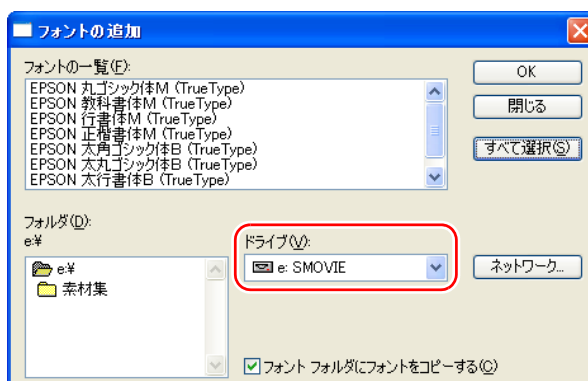 フォントの追加
フォントの一覧(F):
EPSON 丸ゴシック体M (TrueType)
EPSON 教科書体M (TrueType)
EPSON 行書体M (TrueType)
EPSON 正楷書体M (TrueType)
EPSON 太角ゴシック体B (TrueType)
EPSON 太丸ゴシック体B (TrueType)
EPSON 太行書体B (TrueType)
OK
閉じる
すべて選択(S)
フォルダ(D):
e:¥
e:¥
素材集
ドライブ(V):
e: SMOVIE
ネットワーク...
フォント フォルダにフォントをコピーする(C)